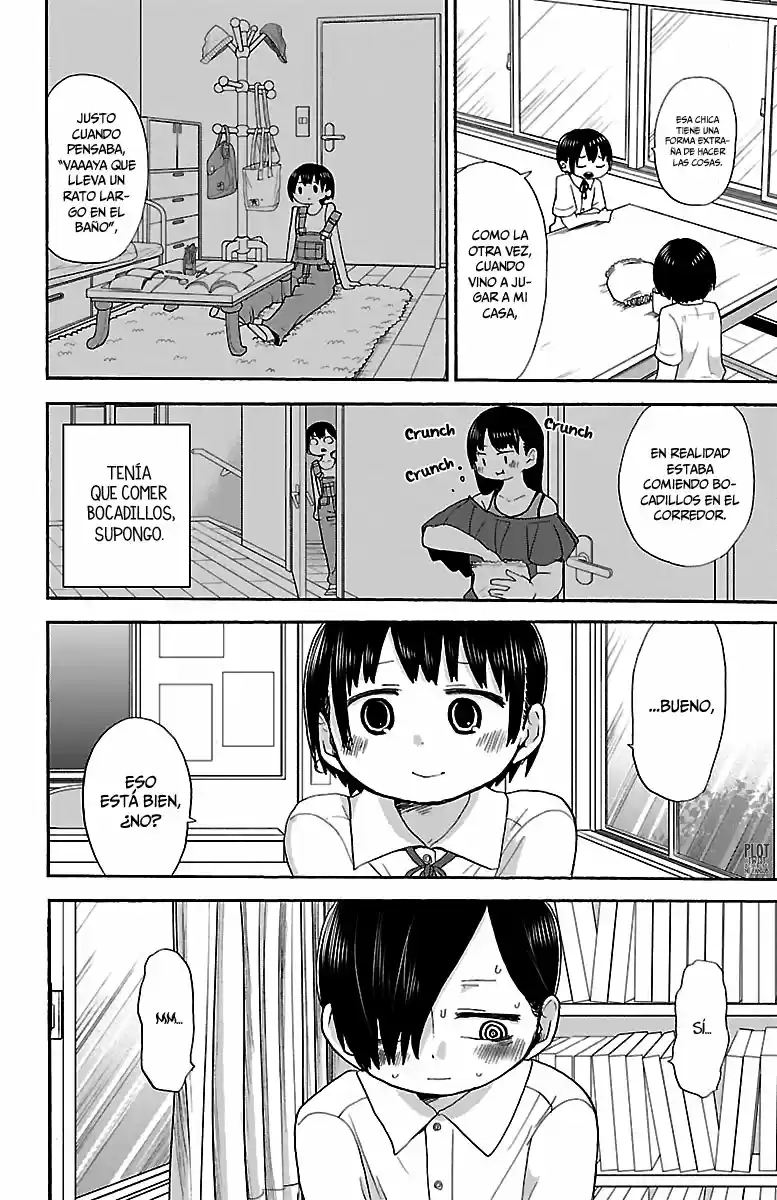 ESA CHICA
TIENE UNA
FORMA EXTRA-
ÑA DE HACER
LAS COSAS.
COMO LA
OTRA VEZ,
CUANDO
VINO A JU-
GAR A MI
CASA,
JUSTO
CUANDO
PENSABA,
"VAAAYA QUE
LLEVA UN
RATO LAR-
GO EN EL
BAÑO",
EN REALIDAD
ESTABA
COMIENDO BO-
CADILLOS EN EL
CORREDOR.
Crunch
Crunch
Crunch
TENÍA
QUE COMER
BOCADILLOS,
SUPONGO.
...BUENO,
ESO
ESTÁ BIEN,
¿NO?
PLOT
SÍ...
MM...